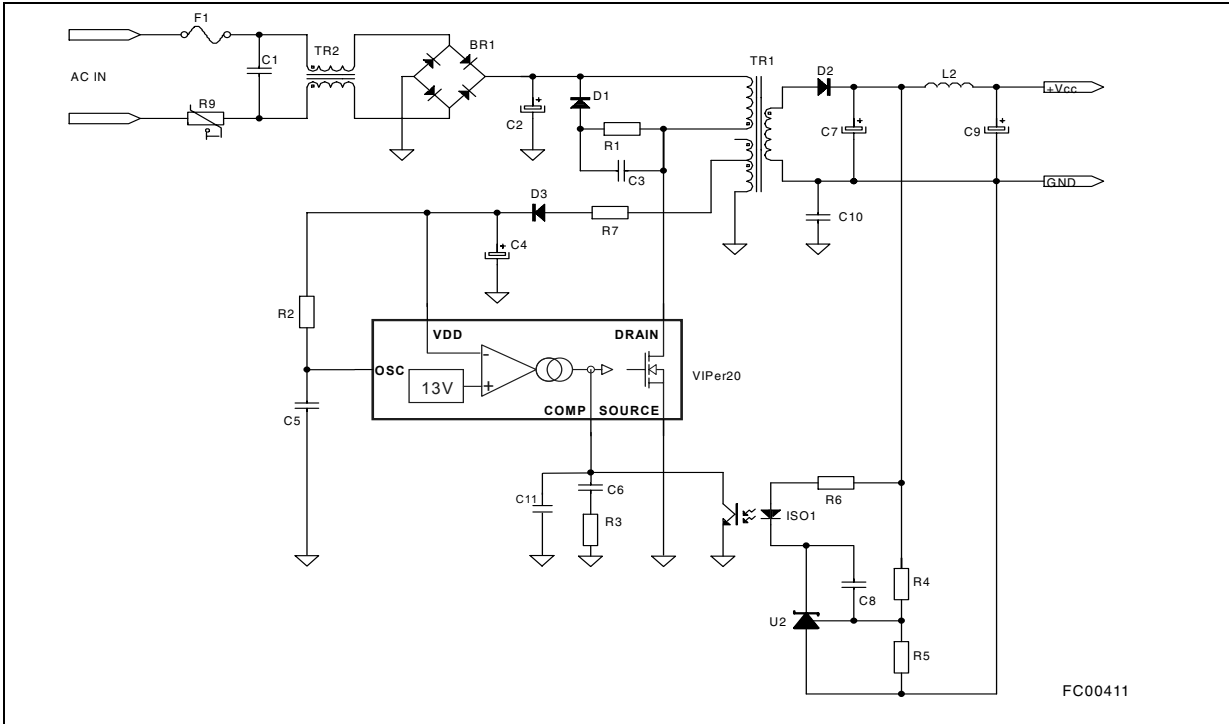 F1
BR1
TR2
TR1
C1
AC IN
D2
L2
+Vcc
D1
R9
C2
C7
C9
R1
C3
GND
D3
C10
R7
C4
R2
VDD
DRAIN
OSC
13V
VIPer20
COMP SOURCE
C5
C11
C6
R6
R3
ISO1
R4
C8
U2
R5
FC00411